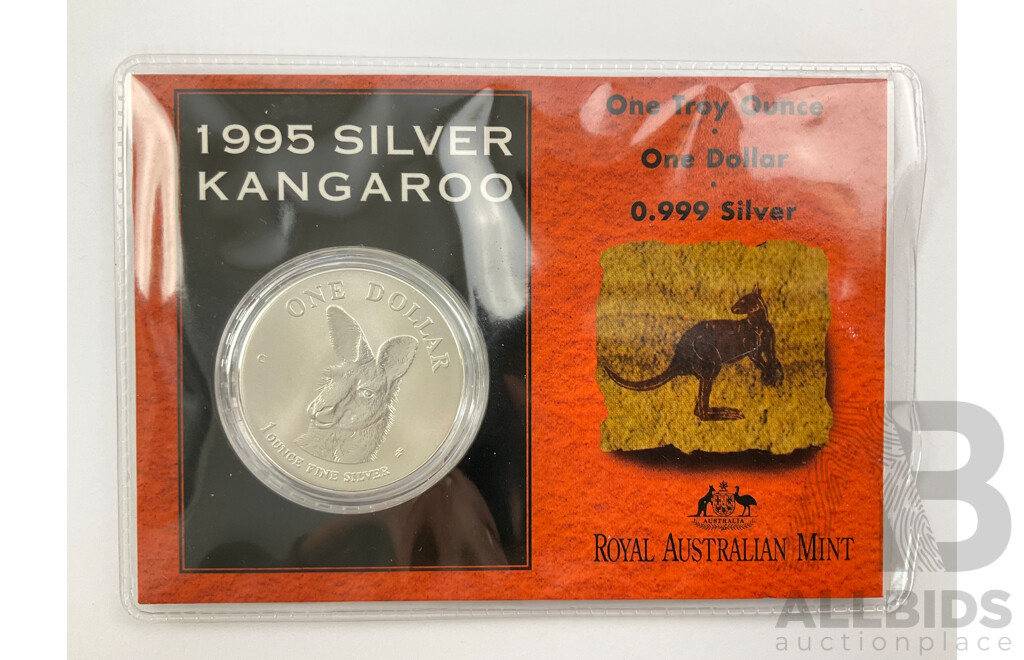 1995 SILVER
KANGAROO
ONE DOLLAR
C
1 OUNCE FINE SILVER
One Troy Ounce
•
One Dollar
•
0.999 Silver
AUSTRALIA
ROYAL AUSTRALIAN MINT
B
ALLBIDS
auctionplace